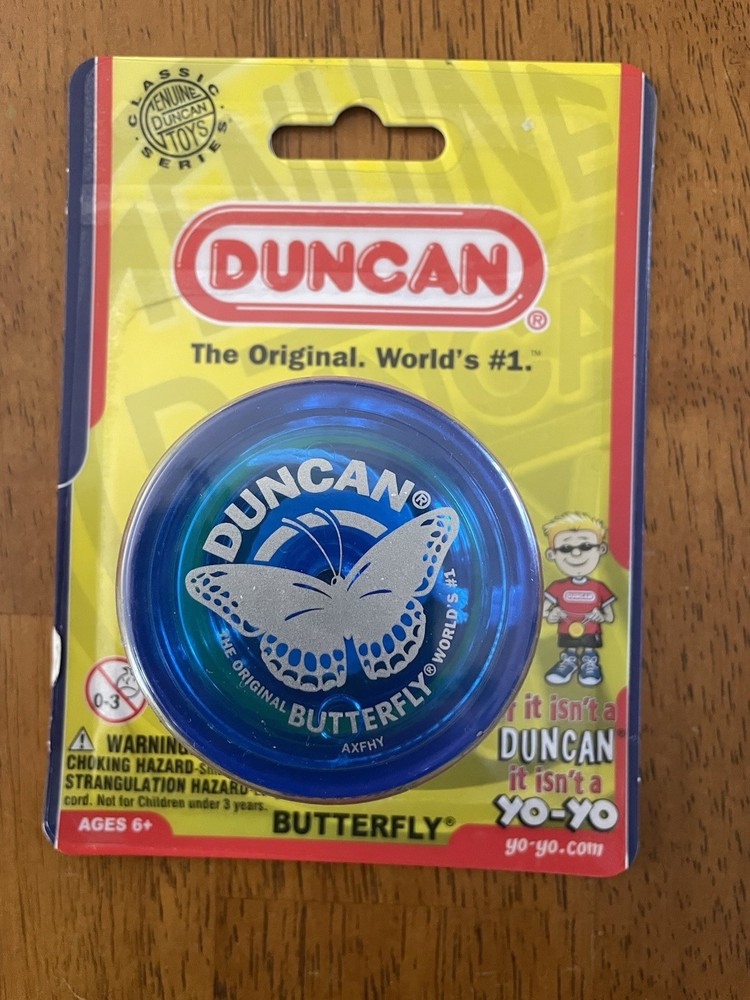 CLASSIC
GENUINE
DUNCAN
TOYS
SERIES
DUNCAN®
The Original. World's #1.™
DUNCAN®
THE ORIGINAL BUTTERFLY® WORLD'S #1
AXFHY
DUNCAN
0-3
it isn't a
DUNCAN®
it isn't a
YO-YO
yo-yo.com
WARNING
CHOKING HAZARD-
STRANGULATION HAZARD-
cord. Not for Children under 3 years.
AGES 6+
BUTTERFLY®